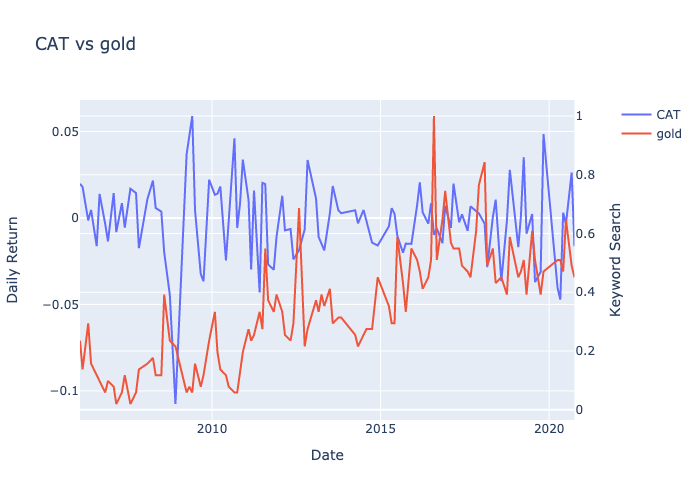 CAT vs gold
CAT
gold
Daily Return
0.05
0
−0.05
−0.1
1
0.8
0.6
0.4
0.2
0
Keyword Search
2010
2015
2020
Date